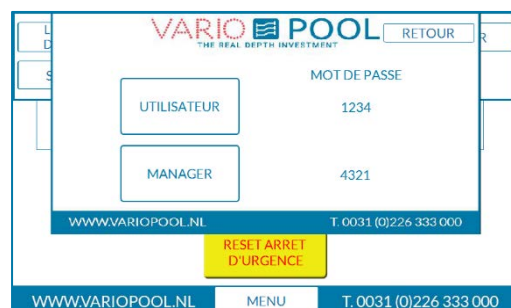 L
D
VARIO POOL
THE REAL DEPTH INVESTMENT
RETOUR
R
S
MOT DE PASSE
UTILISATEUR
1234
MANAGER
4321
WWW.VARIOPOOL.NL
T. 0031 (0)226 333 000
RESET ARRET
D'URGENCE
WWW.VARIOPOOL.NL
MENU
T. 0031 (0)226 333 000